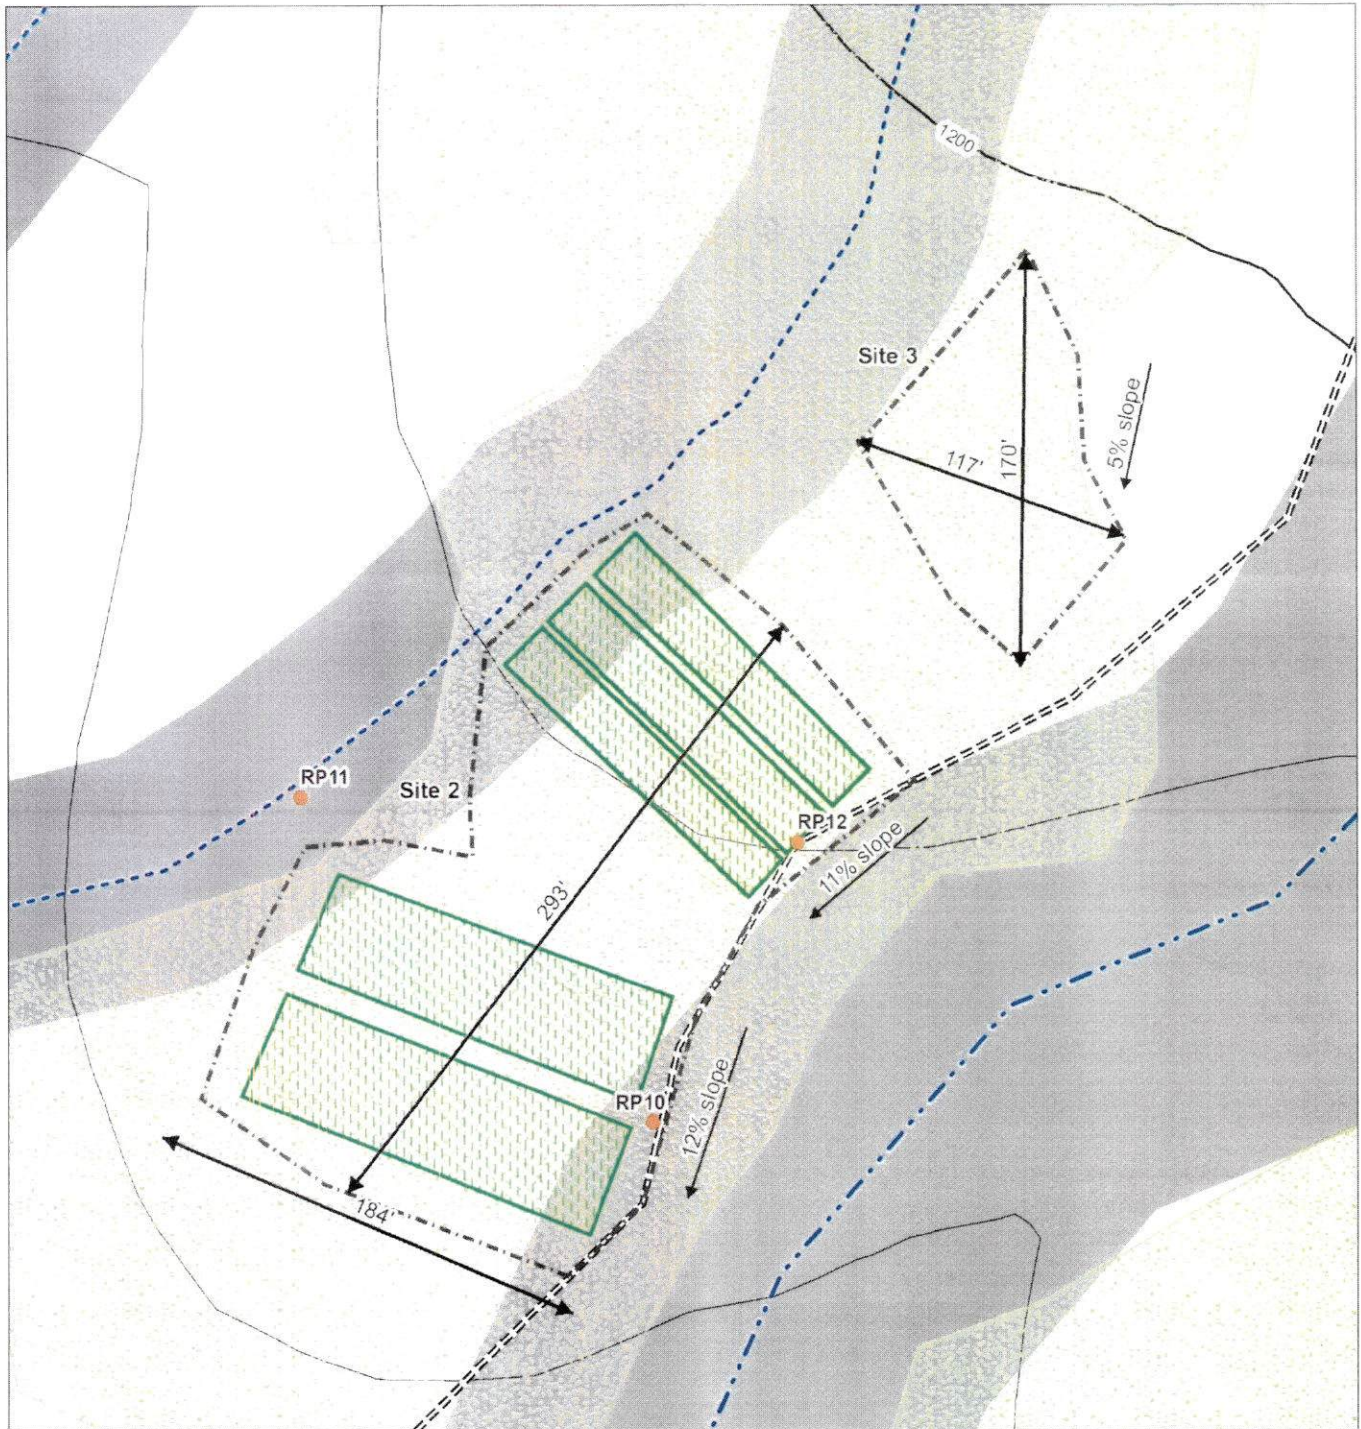 1200
Site 3
5% slope
170'
117'
RP11
Site 2
RP12
11% slope
293'
RP10
12% slope
184'